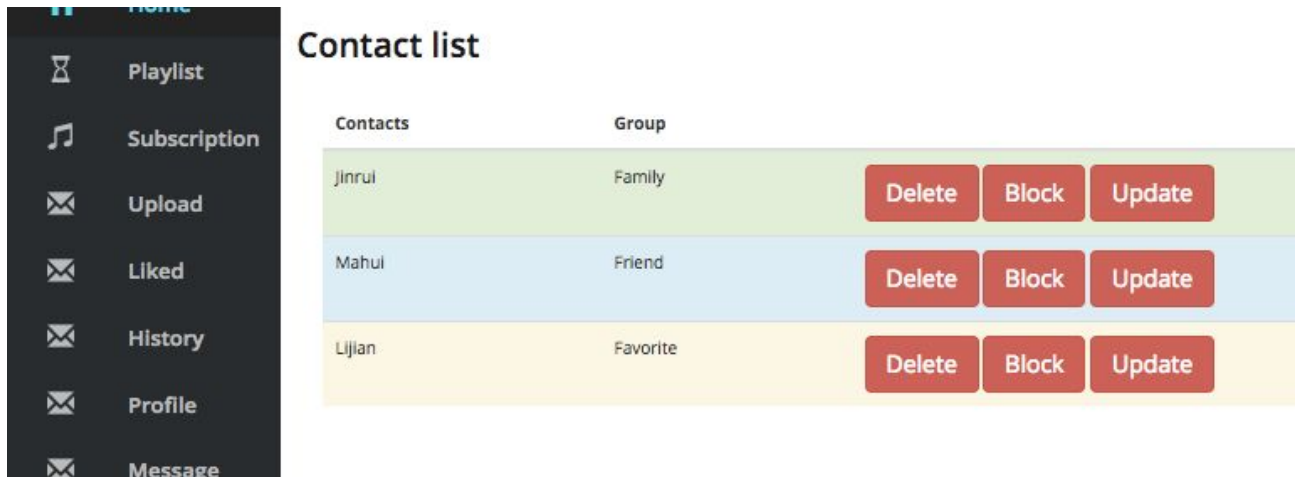 Home
Playlist
Subscription
Upload
Liked
History
Profile
Message
Contact list
Contacts Group
Jinrui Family Delete Block Update
Mahui Friend Delete Block Update
Lijian Favorite Delete Block Update